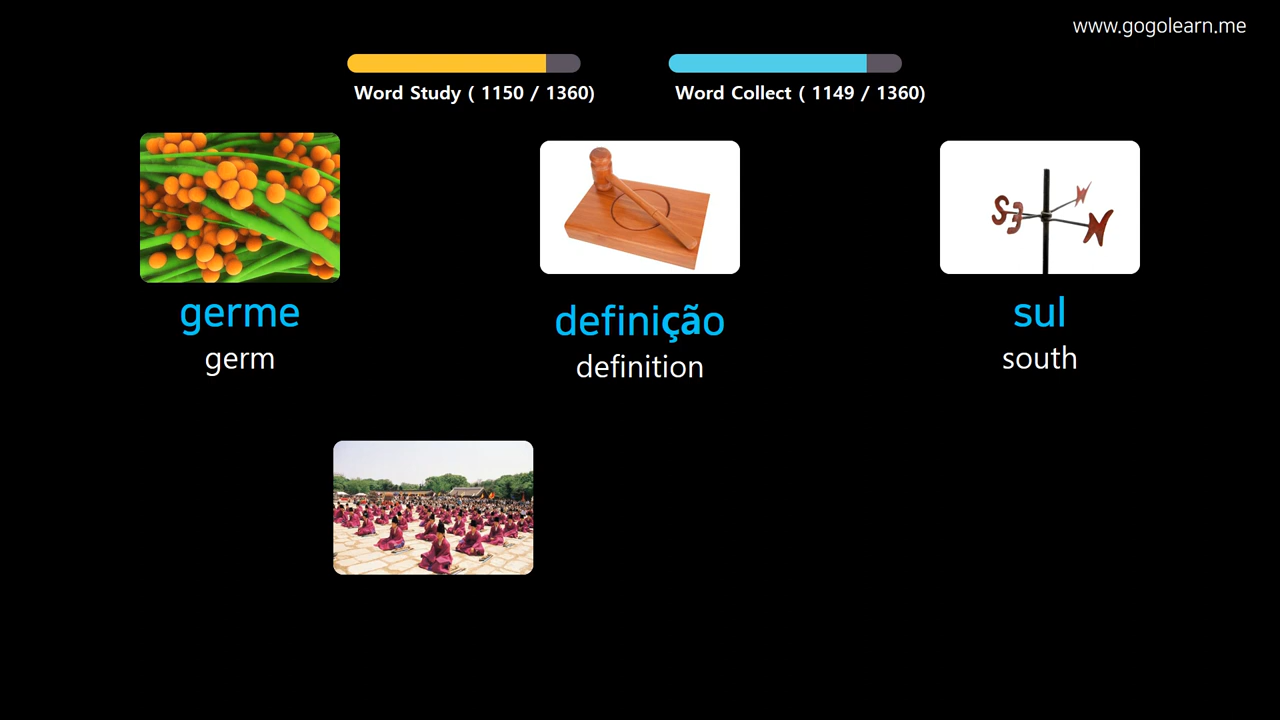 www.gogolearn.me
Word Study ( 1150 / 1360)
Word Collect ( 1149 / 1360)
germe
germ
definição
definition
sul
south
S
N
N